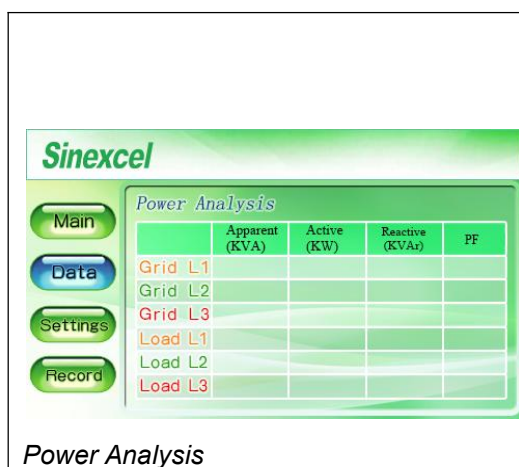 Sinexcel
Main
Data
Settings
Record
Power Analysis
Apparent (KVA) Active (KW) Reactive (KVAr) PF
Grid L1
Grid L2
Grid L3
Load L1
Load L2
Load L3
Power Analysis